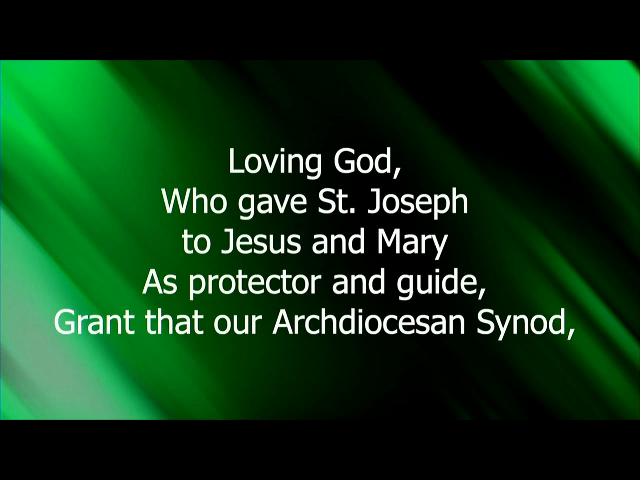 Loving God,
Who gave St. Joseph
to Jesus and Mary
As protector and guide,
Grant that our Archdiocesan Synod,